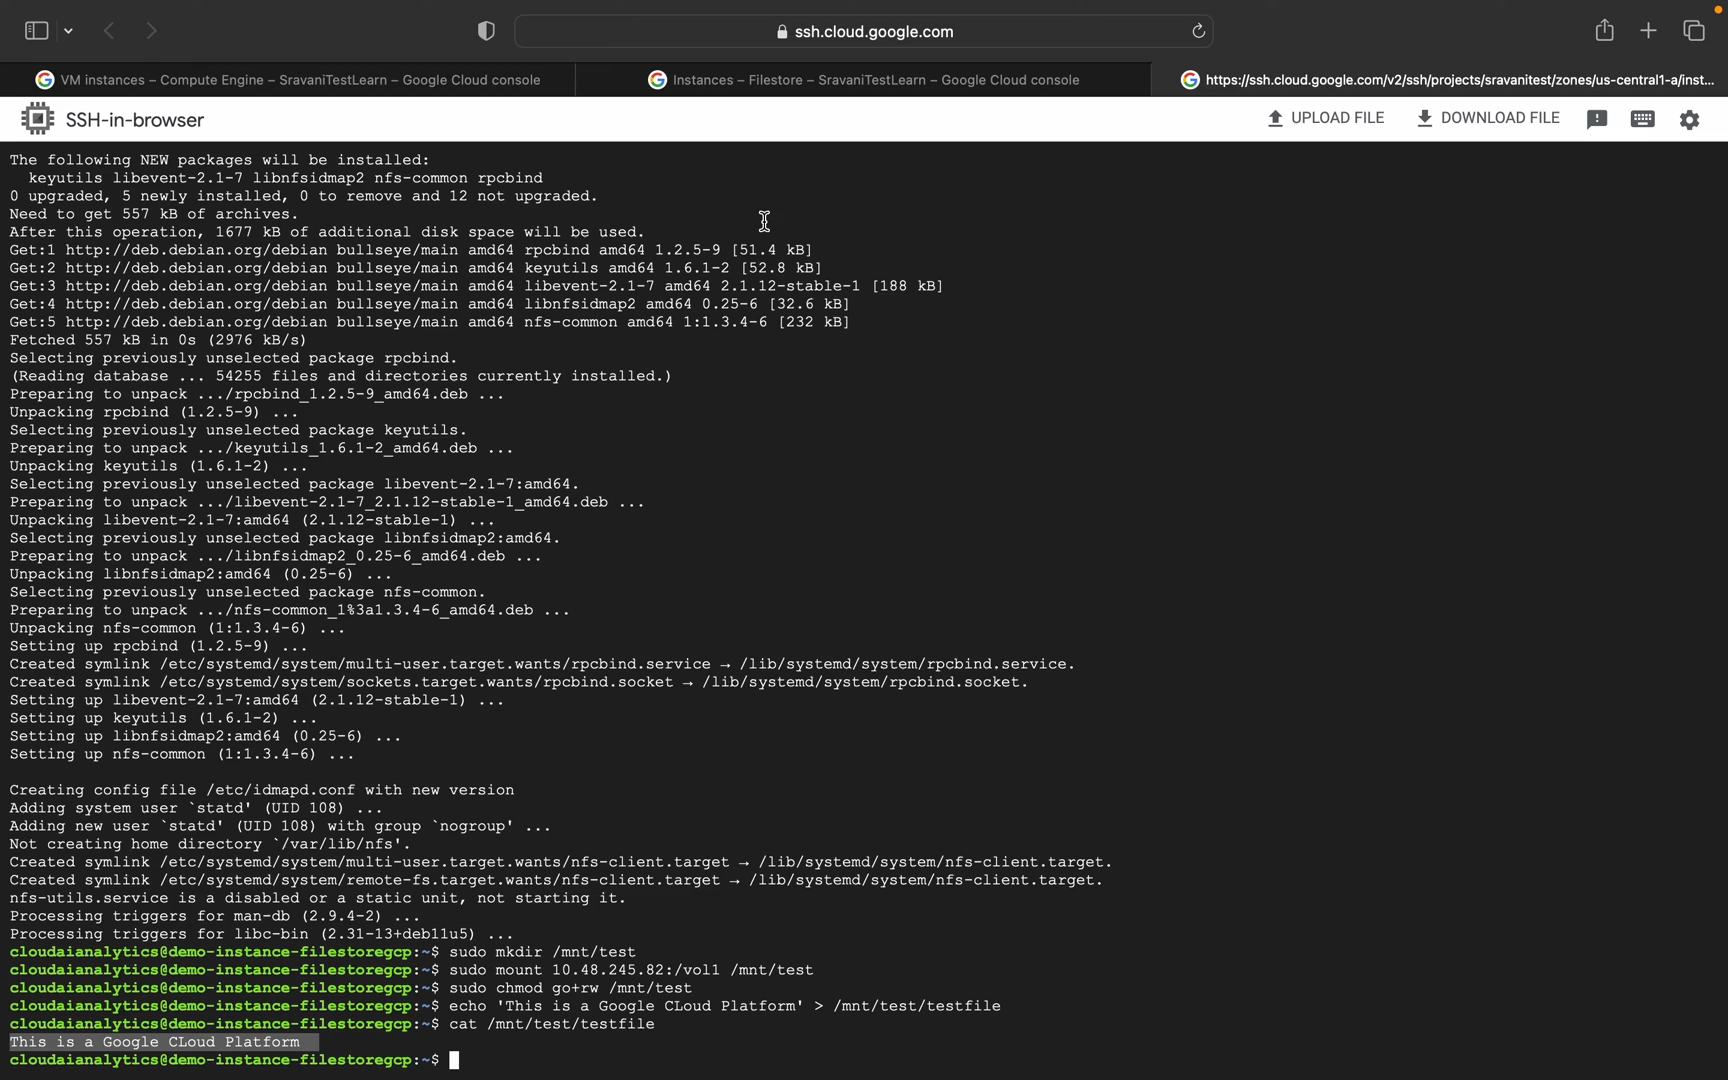 ssh.cloud.google.com
VM instances – Compute Engine – SravaniTestLearn – Google Cloud console
Instances – Filestore – SravaniTestLearn – Google Cloud console
https://ssh.cloud.google.com/v2/ssh/projects/sravanitest/zones/us-central1-a/inst...
SSH-in-browser
UPLOAD FILE
DOWNLOAD FILE
The following NEW packages will be installed:
keyutils libevent-2.1-7 libnfsidmap2 nfs-common rpcbind
0 upgraded, 5 newly installed, 0 to remove and 12 not upgraded.
Need to get 557 kB of archives.
After this operation, 1677 kB of additional disk space will be used.
Get:1 http://deb.debian.org/debian bullseye/main amd64 rpcbind amd64 1.2.5-9 [51.4 kB]
Get:2 http://deb.debian.org/debian bullseye/main amd64 keyutils amd64 1.6.1-2 [52.8 kB]
Get:3 http://deb.debian.org/debian bullseye/main amd64 libevent-2.1-7 amd64 2.1.12-stable-1 [188 kB]
Get:4 http://deb.debian.org/debian bullseye/main amd64 libnfsidmap2 amd64 0.25-6 [32.6 kB]
Get:5 http://deb.debian.org/debian bullseye/main amd64 nfs-common amd64 1:1.3.4-6 [232 kB]
Fetched 557 kB in 0s (2976 kB/s)
Selecting previously unselected package rpcbind.
(Reading database ... 54255 files and directories currently installed.)
Preparing to unpack .../rpcbind_1.2.5-9_amd64.deb ...
Unpacking rpcbind (1.2.5-9) ...
Selecting previously unselected package keyutils.
Preparing to unpack .../keyutils_1.6.1-2_amd64.deb ...
Unpacking keyutils (1.6.1-2) ...
Selecting previously unselected package libevent-2.1-7:amd64.
Preparing to unpack .../libevent-2.1-7_2.1.12-stable-1_amd64.deb ...
Unpacking libevent-2.1-7:amd64 (2.1.12-stable-1) ...
Selecting previously unselected package libnfsidmap2:amd64.
Preparing to unpack .../libnfsidmap2_0.25-6_amd64.deb ...
Unpacking libnfsidmap2:amd64 (0.25-6) ...
Selecting previously unselected package nfs-common.
Preparing to unpack .../nfs-common_1%3a1.3.4-6_amd64.deb ...
Unpacking nfs-common (1:1.3.4-6) ...
Setting up rpcbind (1.2.5-9) ...
Created symlink /etc/systemd/system/multi-user.target.wants/rpcbind.service → /lib/systemd/system/rpcbind.service.
Created symlink /etc/systemd/system/sockets.target.wants/rpcbind.socket → /lib/systemd/system/rpcbind.socket.
Setting up libevent-2.1-7:amd64 (2.1.12-stable-1) ...
Setting up keyutils (1.6.1-2) ...
Setting up libnfsidmap2:amd64 (0.25-6) ...
Setting up nfs-common (1:1.3.4-6) ...
Creating config file /etc/idmapd.conf with new version
Adding system user `statd' (UID 108) ...
Adding new user `statd' (UID 108) with group `nogroup' ...
Not creating home directory `/var/lib/nfs'.
Created symlink /etc/systemd/system/multi-user.target.wants/nfs-client.target → /lib/systemd/system/nfs-client.target.
Created symlink /etc/systemd/system/remote-fs.target.wants/nfs-client.target → /lib/systemd/system/nfs-client.target.
nfs-utils.service is a disabled or a static unit, not starting it.
Processing triggers for man-db (2.9.4-2) ...
Processing triggers for libc-bin (2.31-13+deb11u5) ...
cloudaianalytics@demo-instance-filestoregcp:~$ sudo mkdir /mnt/test
cloudaianalytics@demo-instance-filestoregcp:~$ sudo mount 10.48.245.82:/vol1 /mnt/test
cloudaianalytics@demo-instance-filestoregcp:~$ sudo chmod go+rw /mnt/test
cloudaianalytics@demo-instance-filestoregcp:~$ echo 'This is a Google CLoud Platform' > /mnt/test/testfile
cloudaianalytics@demo-instance-filestoregcp:~$ cat /mnt/test/testfile
This is a Google CLoud Platform
cloudaianalytics@demo-instance-filestoregcp:~$